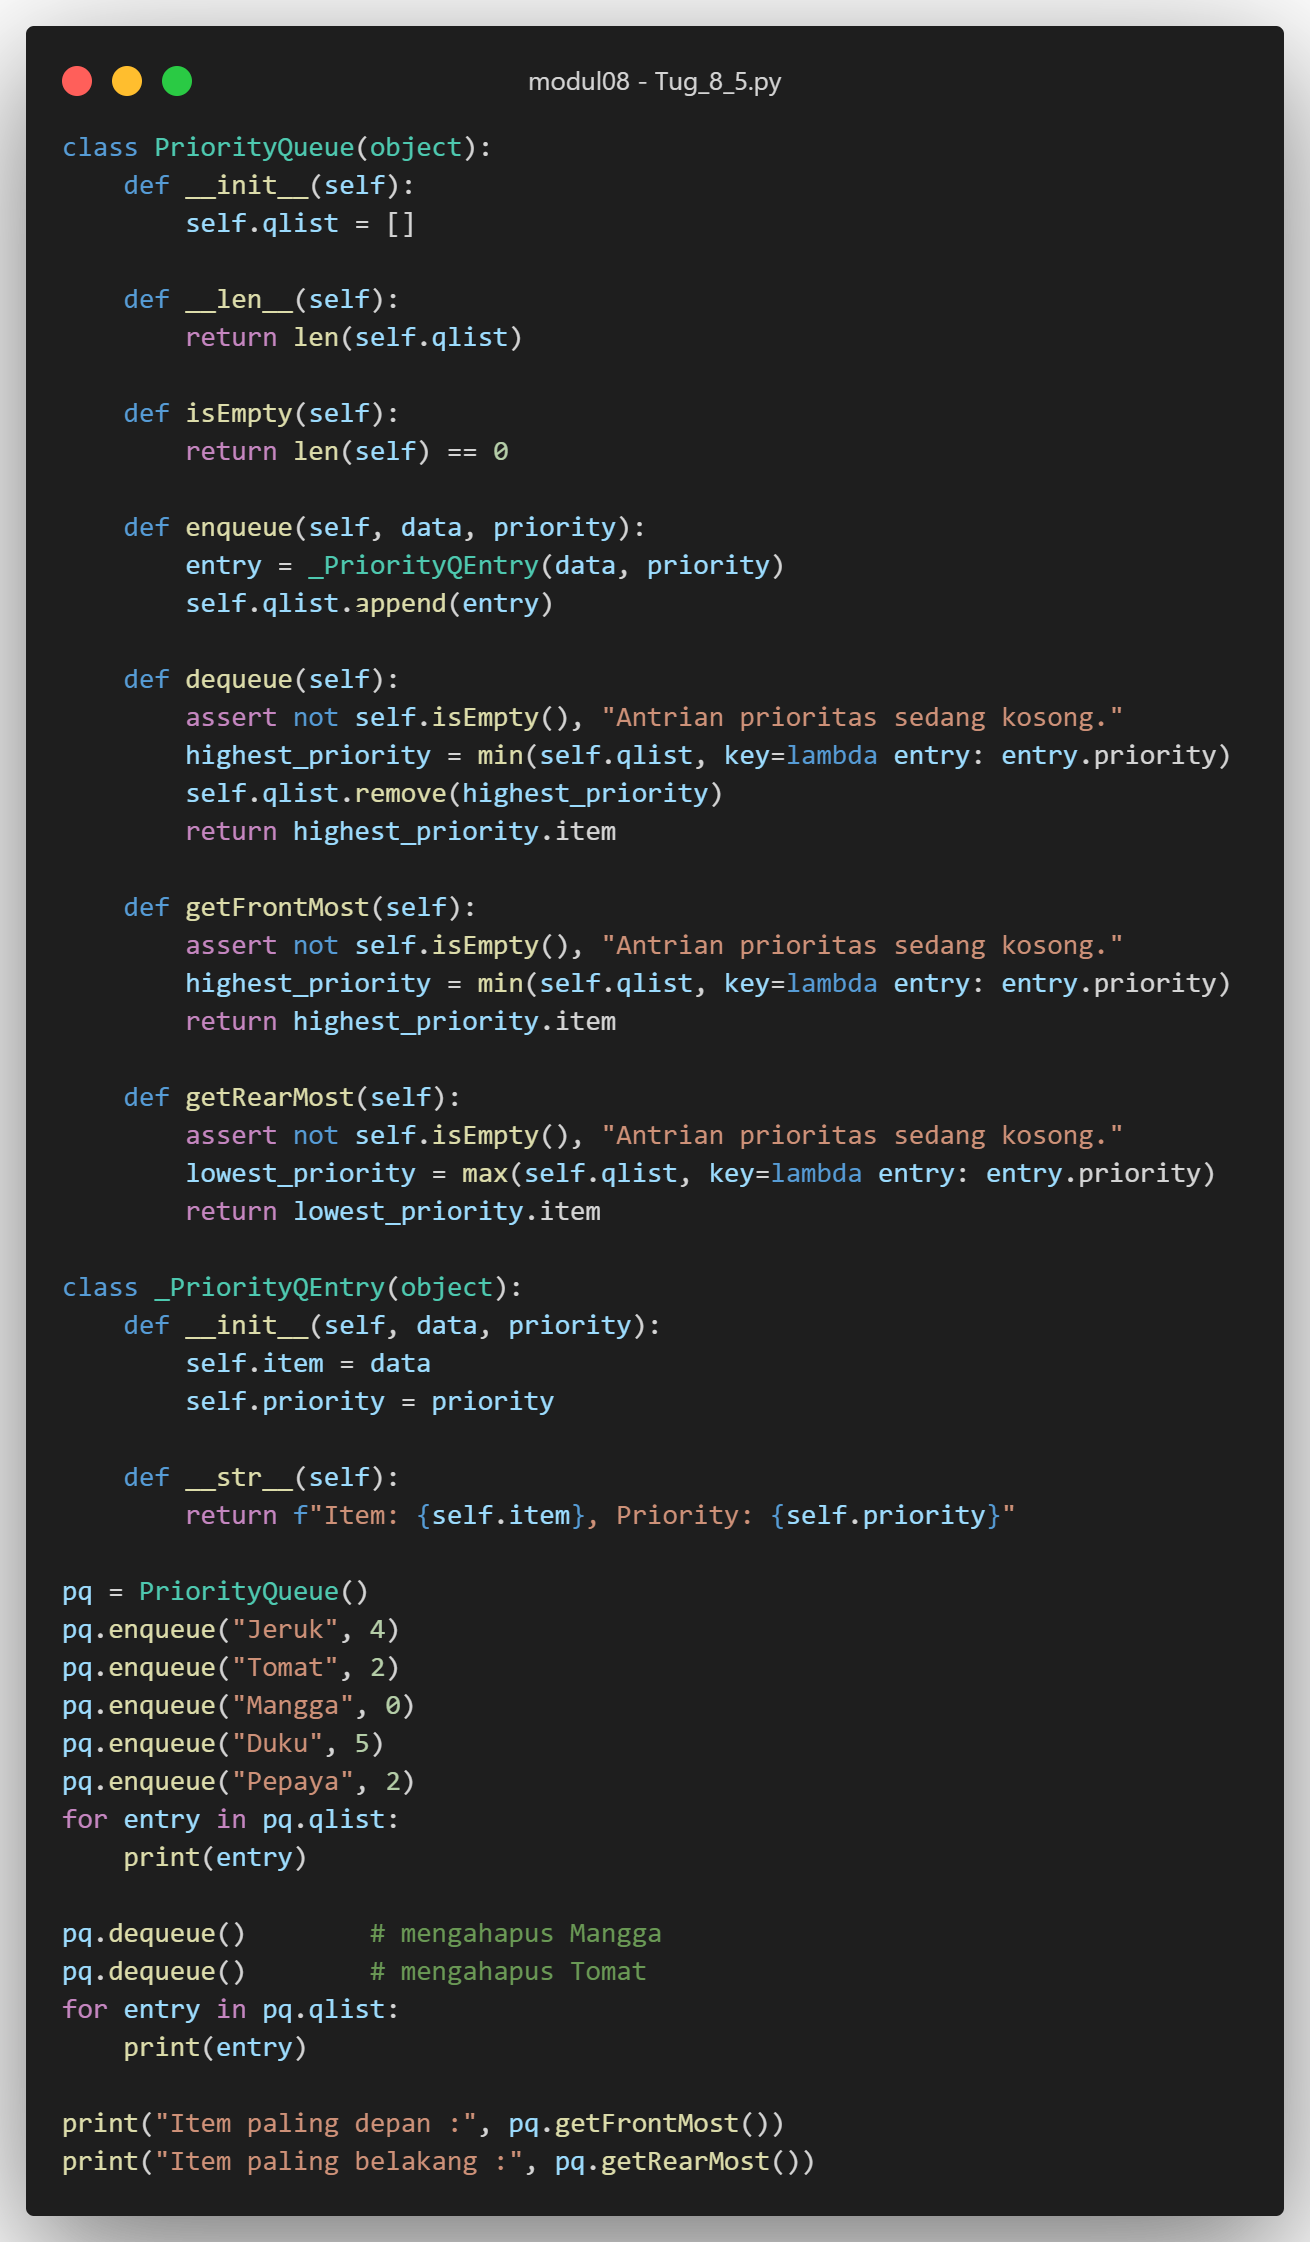 modul08 - Tug_8_5.py
class PriorityQueue(object):
    def __init__(self):
        self.qlist = []

    def __len__(self):
        return len(self.qlist)

    def isEmpty(self):
        return len(self) == 0

    def enqueue(self, data, priority):
        entry = _PriorityQEntry(data, priority)
        self.qlist.append(entry)

    def dequeue(self):
        assert not self.isEmpty(), "Antrian prioritas sedang kosong."
        highest_priority = min(self.qlist, key=lambda entry: entry.priority)
        self.qlist.remove(highest_priority)
        return highest_priority.item

    def getFrontMost(self):
        assert not self.isEmpty(), "Antrian prioritas sedang kosong."
        highest_priority = min(self.qlist, key=lambda entry: entry.priority)
        return highest_priority.item

    def getRearMost(self):
        assert not self.isEmpty(), "Antrian prioritas sedang kosong."
        lowest_priority = max(self.qlist, key=lambda entry: entry.priority)
        return lowest_priority.item

class _PriorityQEntry(object):
    def __init__(self, data, priority):
        self.item = data
        self.priority = priority

    def __str__(self):
        return f"Item: {self.item}, Priority: {self.priority}"

pq = PriorityQueue()
pq.enqueue("Jeruk", 4)
pq.enqueue("Tomat", 2)
pq.enqueue("Mangga", 0)
pq.enqueue("Duku", 5)
pq.enqueue("Pepaya", 2)
for entry in pq.qlist:
    print(entry)

pq.dequeue()        # mengahapus Mangga
pq.dequeue()        # mengahapus Tomat
for entry in pq.qlist:
    print(entry)

print("Item paling depan :", pq.getFrontMost())
print("Item paling belakang :", pq.getRearMost())